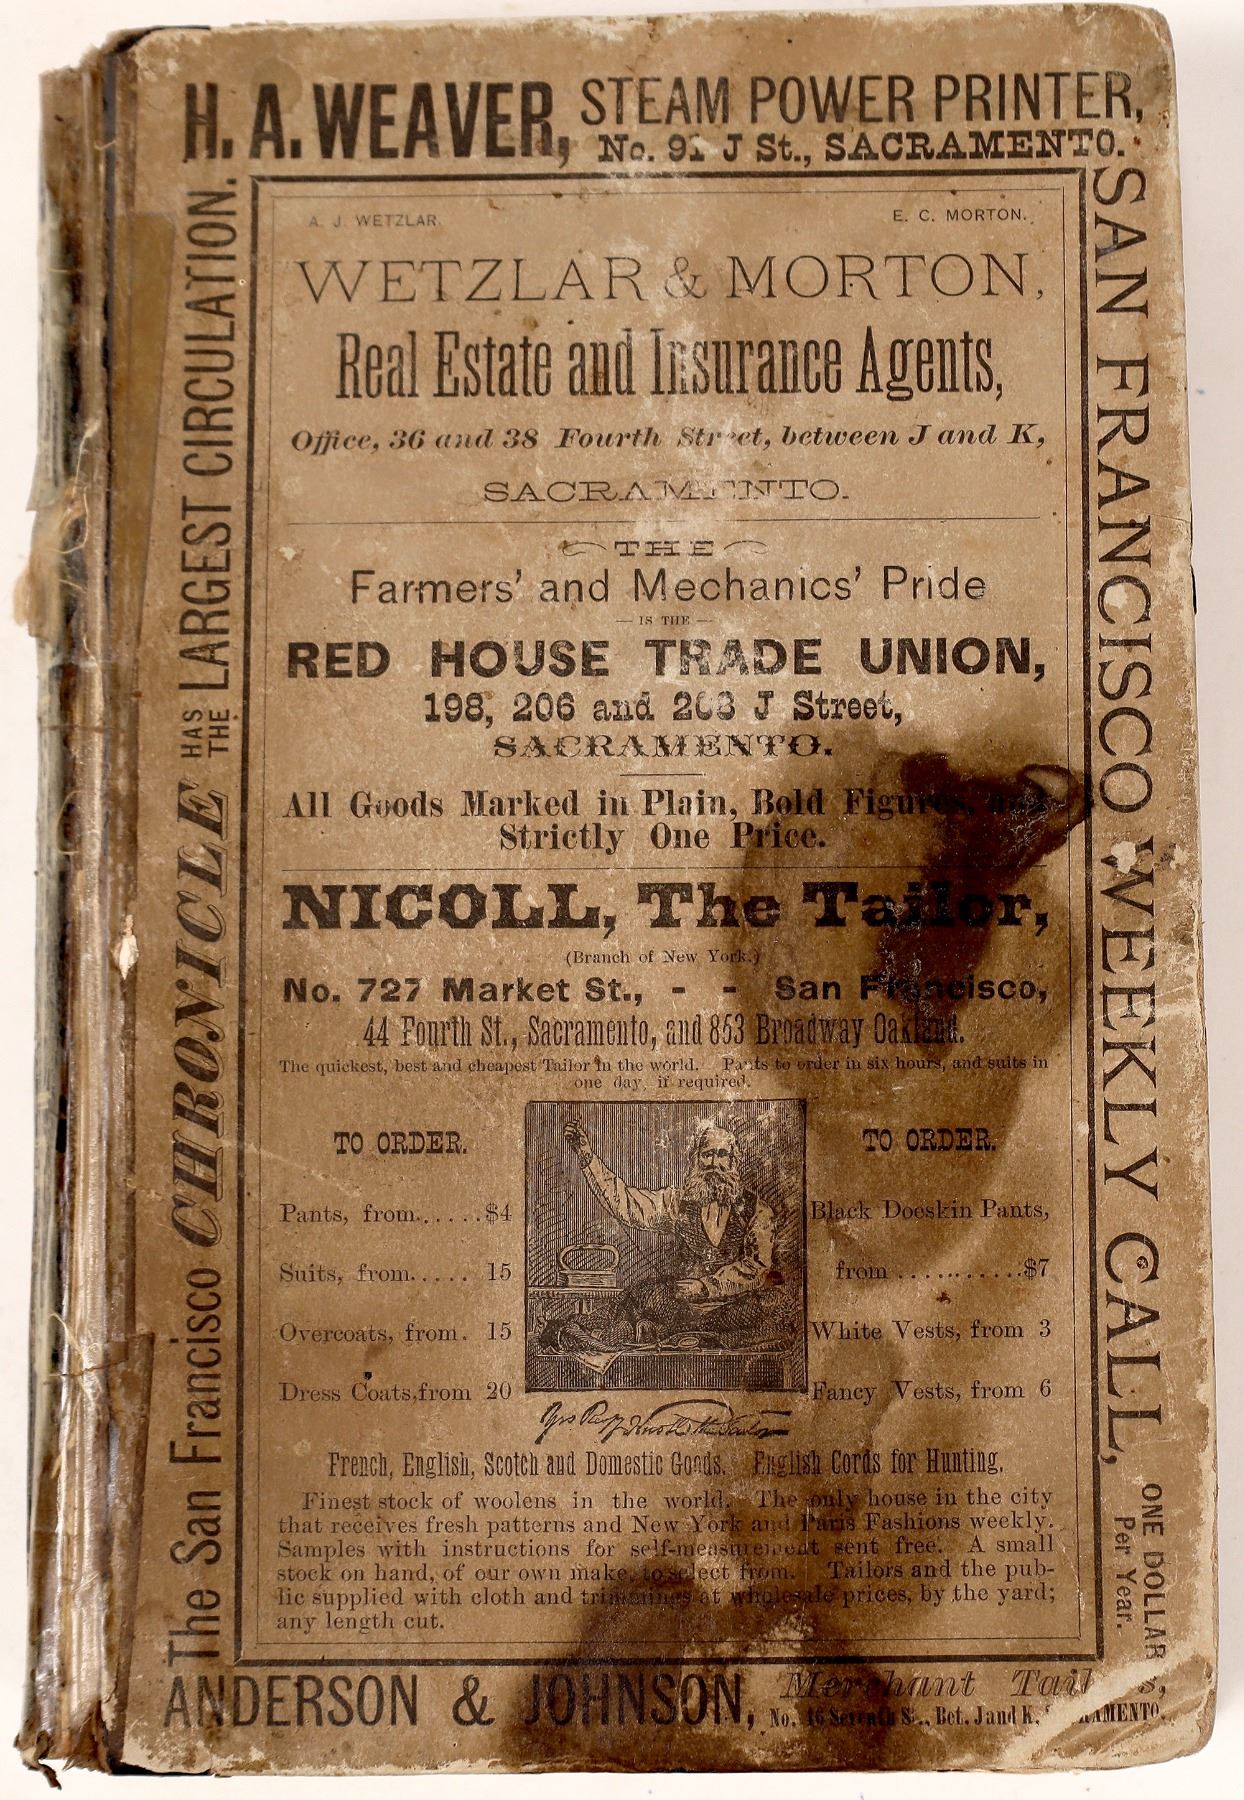 H. A. WEAVER, STEAM POWER PRINTER,
No. 91 J St., SACRAMENTO.
The San Francisco CHRONICLE HAS THE LARGEST CIRCULATION.
SAN FRANCISCO WEEKLY CALL,
ONE DOLLAR
Per Year.
A. J. WETZLAR. E. C. MORTON.
WETZLAR & MORTON,
Real Estate and Insurance Agents,
Office, 36 and 38 Fourth Street, between J and K,
SACRAMENTO.
THE
Farmers' and Mechanics' Pride
— IS THE —
RED HOUSE TRADE UNION,
198, 206 and 208 J Street,
SACRAMENTO.
All Goods Marked in Plain, Bold Figures, and
Strictly One Price.
NICOLL, The Tailor,
(Branch of New York.)
No. 727 Market St., - - San Francisco,
44 Fourth St., Sacramento, and 853 Broadway Oakland.
The quickest, best and cheapest Tailor in the world. Pants to order in six hours, and suits in
one day, if required.
TO ORDER.
Pants, from......$4
Suits, from..... 15
Overcoats, from. 15
Dress Coats, from 20
TO ORDER.
Black Doeskin Pants,
from ............$7
White Vests, from 3
Fancy Vests, from 6
French, English, Scotch and Domestic Goods. English Cords for Hunting.
Finest stock of woolens in the world. The only house in the city
that receives fresh patterns and New York and Paris Fashions weekly.
Samples with instructions for self-measurement sent free. A small
stock on hand, of our own make, to select from. Tailors and the pub-
lic supplied with cloth and trimmings at wholesale prices, by the yard;
any length cut.
ANDERSON & JOHNSON, Merchant Tailors,
No. 46 Seventh St., Bet. J and K, SACRAMENTO.